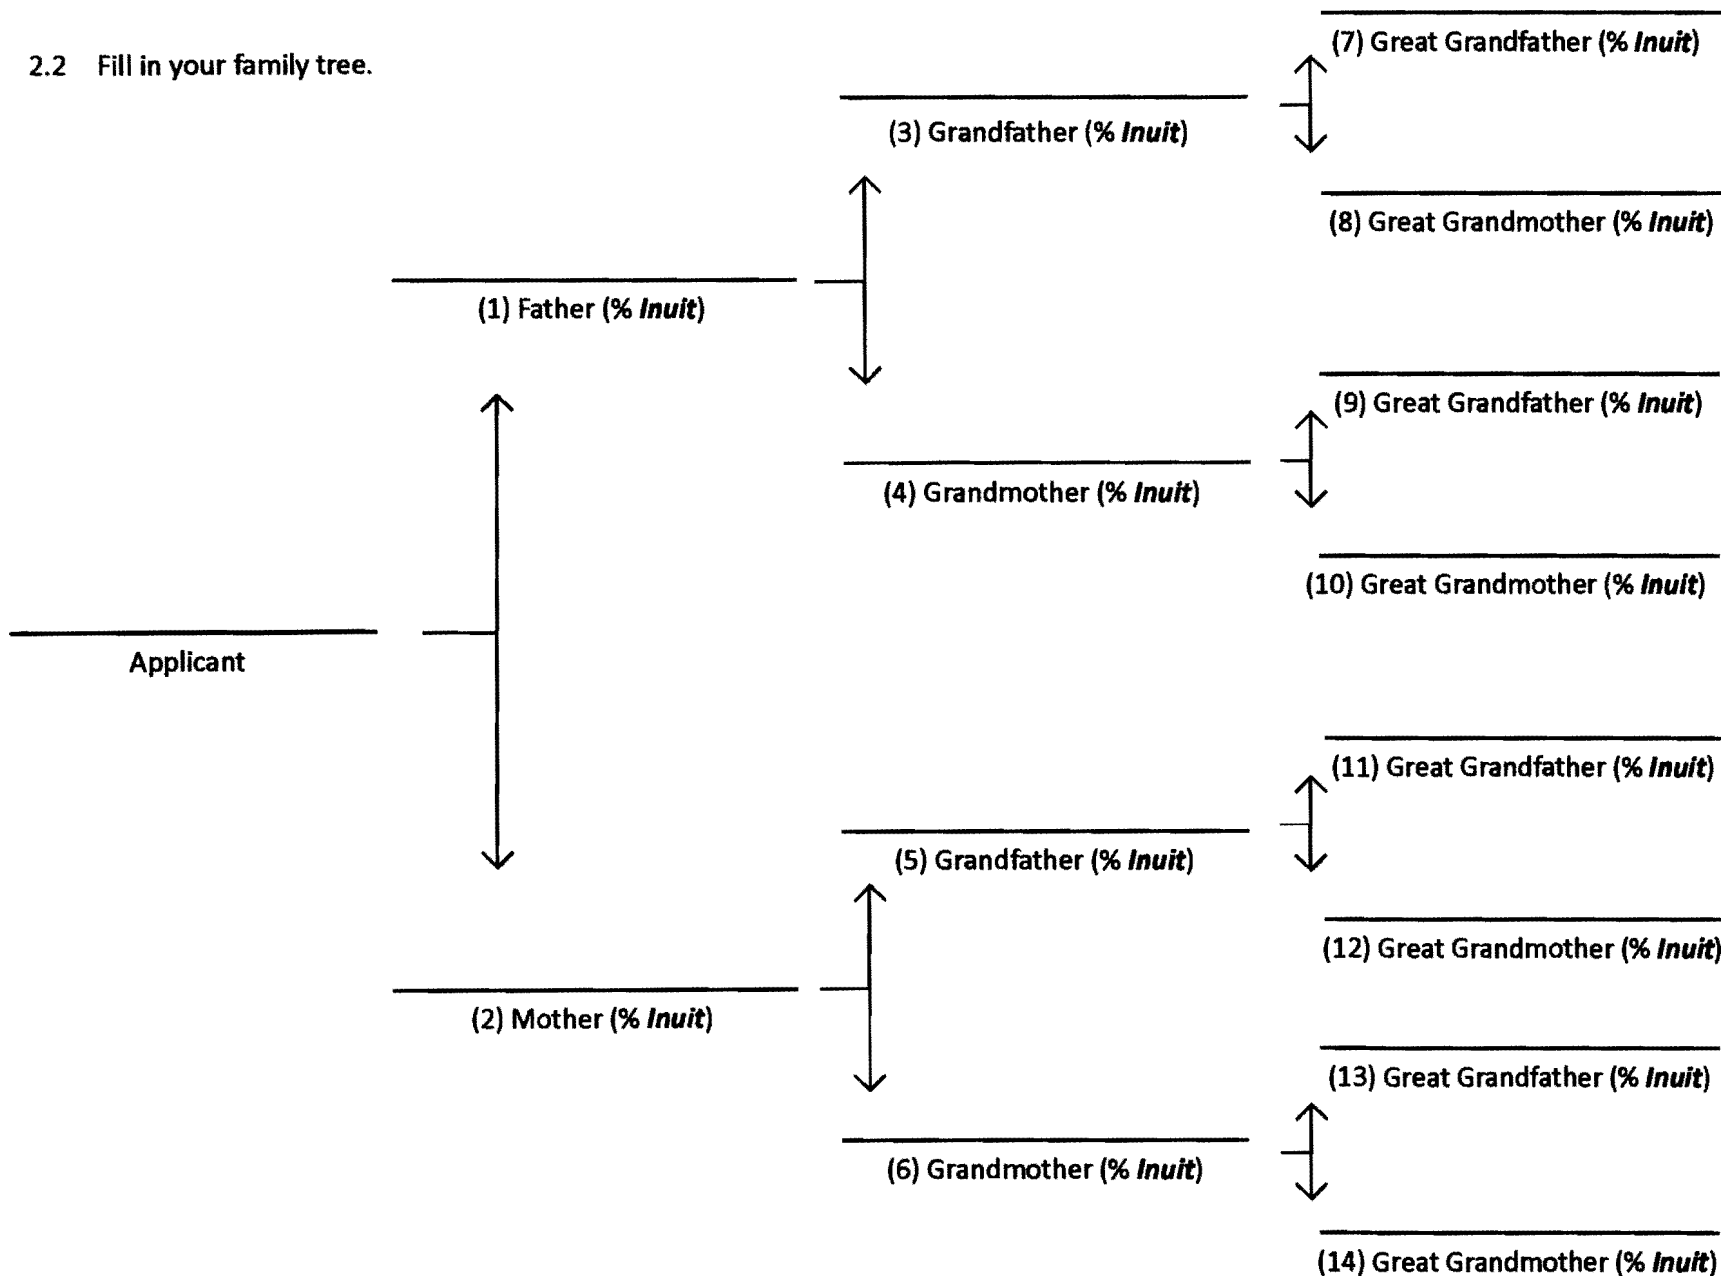 2.2 Fill in your family tree.
(7) Great Grandfather (% Inuit)
(3) Grandfather (% Inuit)
(8) Great Grandmother (% Inuit)
(1) Father (% Inuit)
(9) Great Grandfather (% Inuit)
(4) Grandmother (% Inuit)
(10) Great Grandmother (% Inuit)
Applicant
(11) Great Grandfather (% Inuit)
(5) Grandfather (% Inuit)
(12) Great Grandmother (% Inuit)
(2) Mother (% Inuit)
(13) Great Grandfather (% Inuit)
(6) Grandmother (% Inuit)
(14) Great Grandmother (% Inuit)